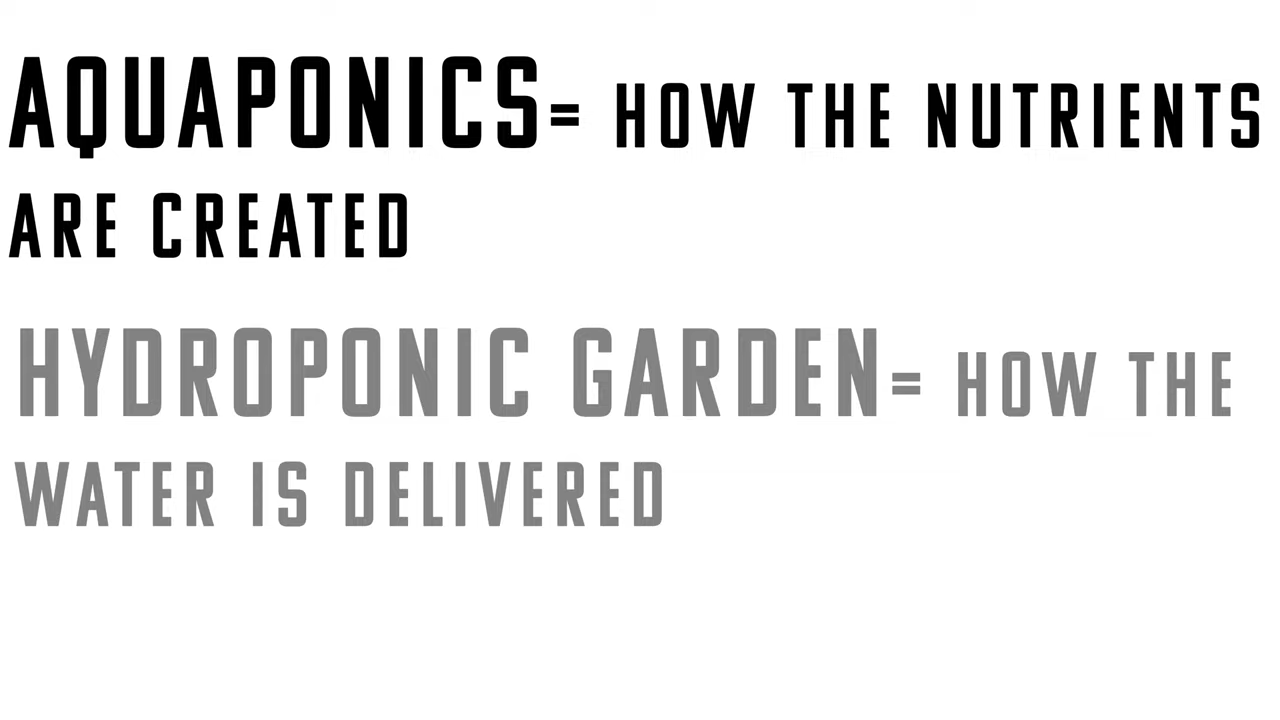 AQUAPONICS= HOW THE NUTRIENTS
ARE CREATED
HYDROPONIC GARDEN= HOW THE
WATER IS DELIVERED